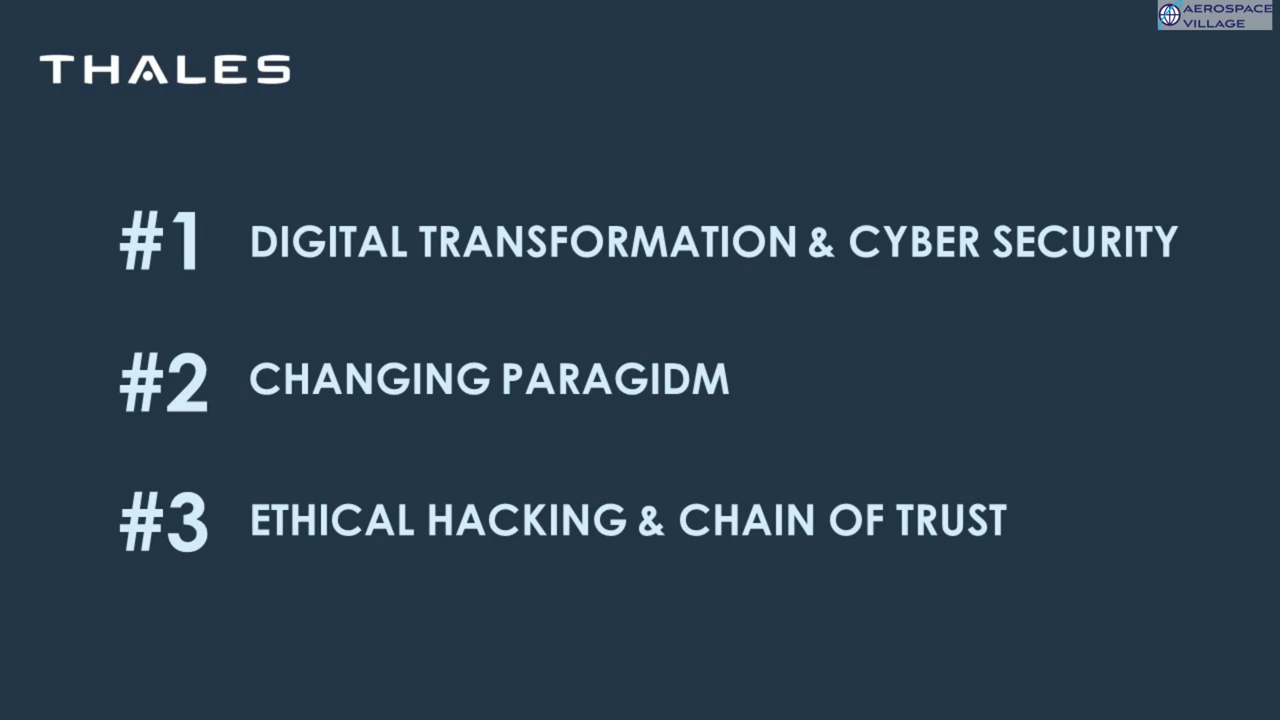 AEROSPACE
VILLAGE
THALES
#1 DIGITAL TRANSFORMATION & CYBER SECURITY
#2 CHANGING PARAGIDM
#3 ETHICAL HACKING & CHAIN OF TRUST